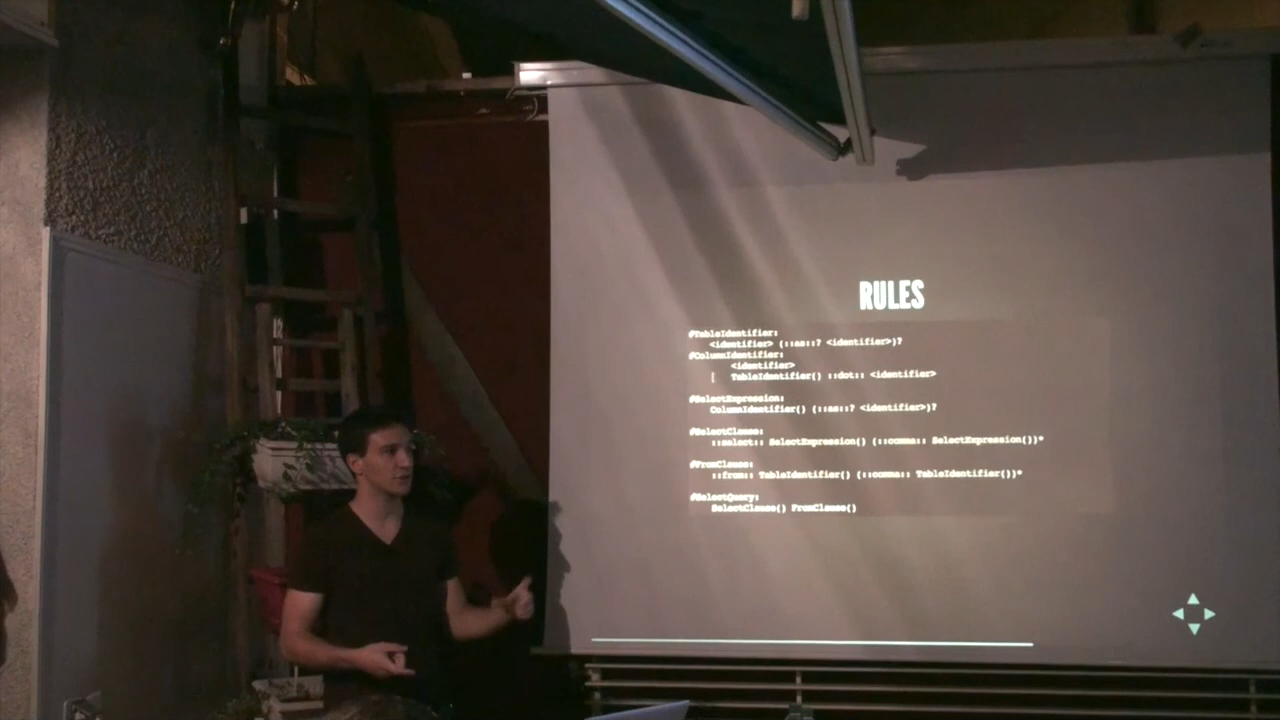 RULES
#TableIdentifier:
<identifier> (::as::? <identifier>)?
#ColumnIdentifier:
<identifier>
| TableIdentifier() ::dot:: <identifier>
#SelectExpression:
ColumnIdentifier() (::as::? <identifier>)?
#SelectClause:
::select:: SelectExpression() (::comma:: SelectExpression())*
#FromClause:
::from:: TableIdentifier() (::comma:: TableIdentifier())*
#SelectQuery:
SelectClause() FromClause()